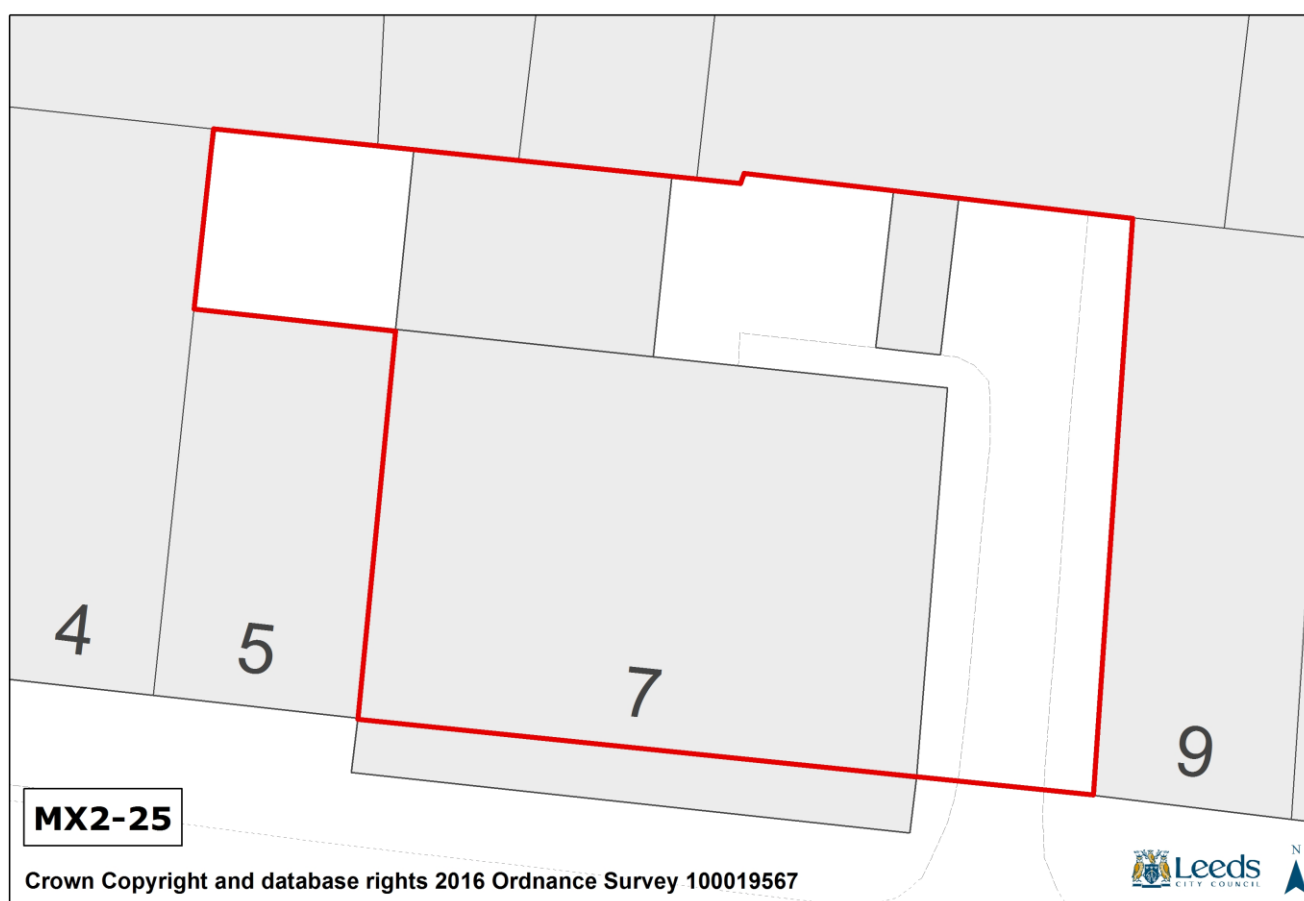 4
5
7
9
MX2-25
Crown Copyright and database rights 2016 Ordnance Survey 100019567
Leeds
CITY COUNCIL
N